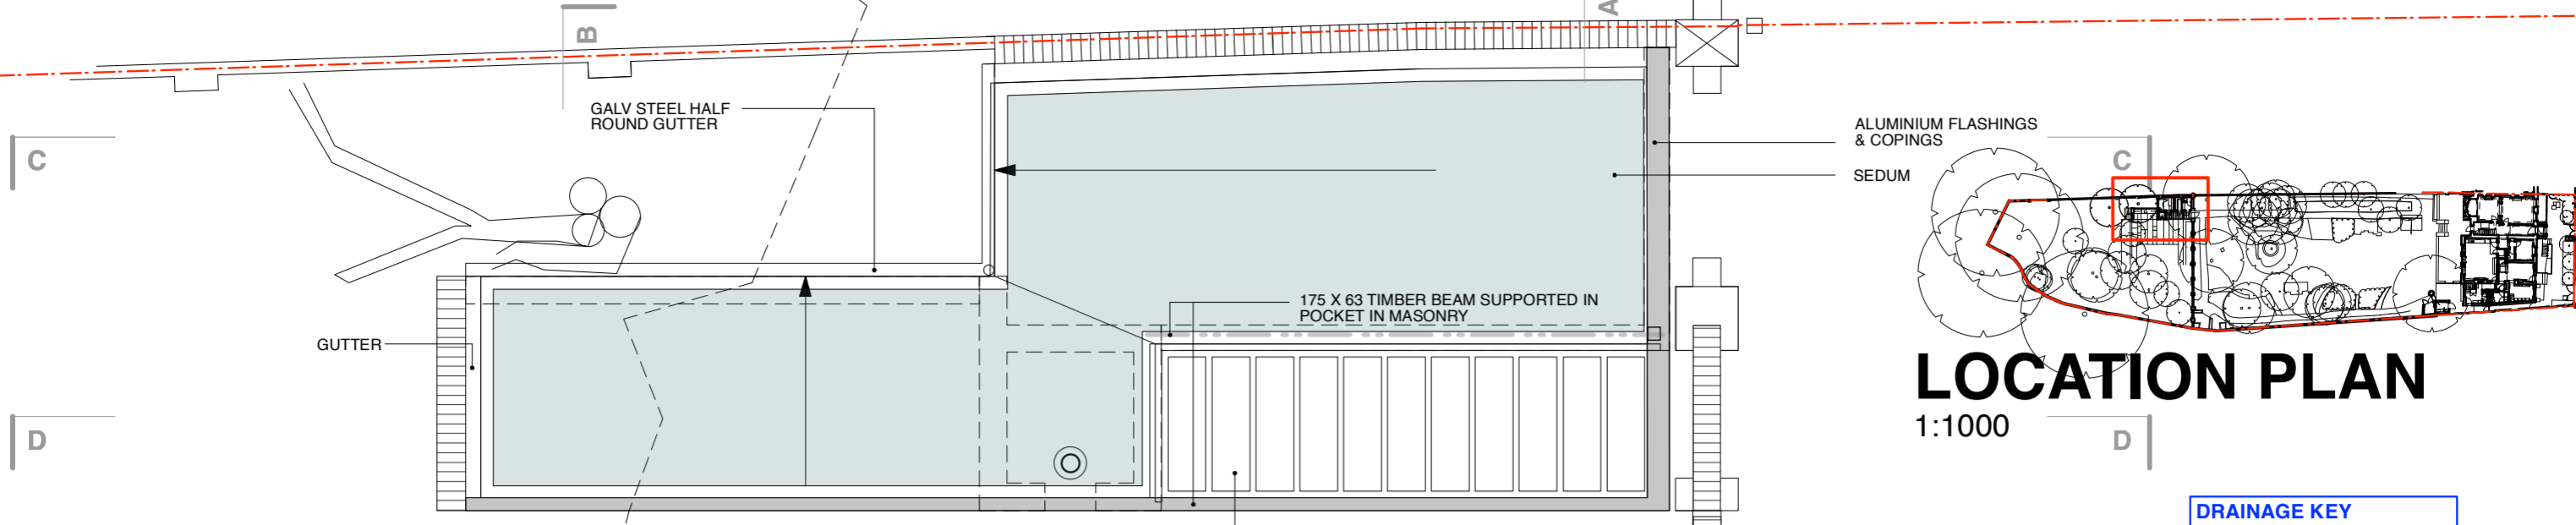 B
A
GALV STEEL HALF
ROUND GUTTER
ALUMINIUM FLASHINGS
& COPINGS
C
C
SEDUM
175 X 63 TIMBER BEAM SUPPORTED IN
POCKET IN MASONRY
GUTTER
LOCATION PLAN
1:1000
D
D
DRAINAGE KEY